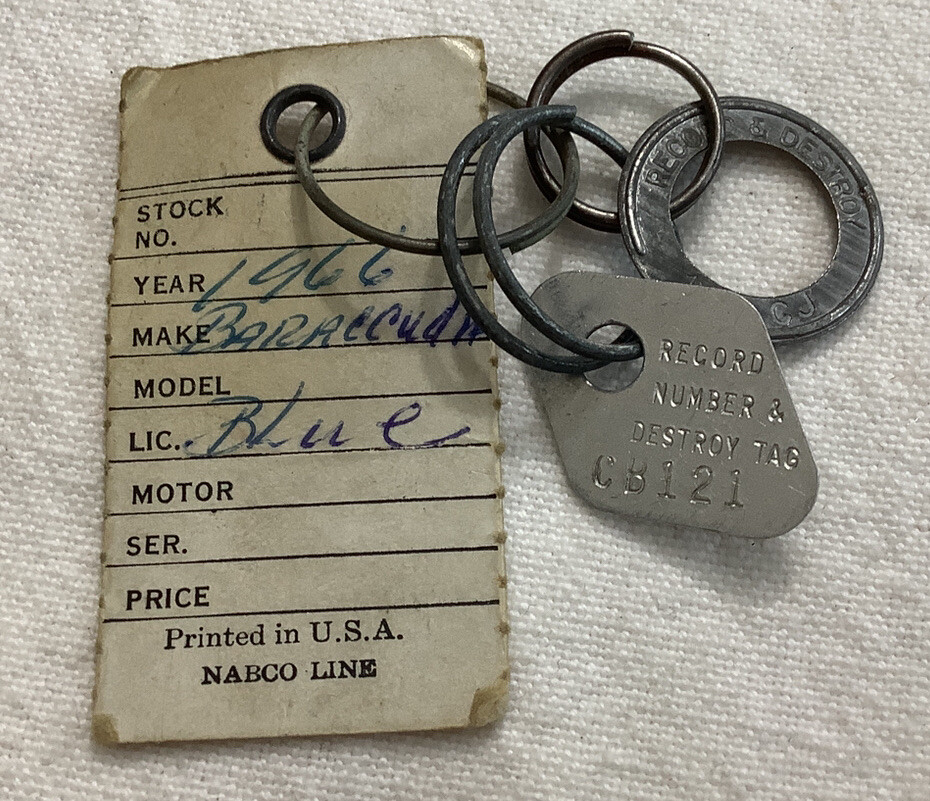 STOCK
NO.
YEAR 1966
MAKE BARAccudA
MODEL
LIC. Blue
MOTOR
SER.
PRICE
Printed in U.S.A.
NABCO LINE
RECORD & DESTROY
CJ
RECORD
NUMBER &
DESTROY TAG
CB121